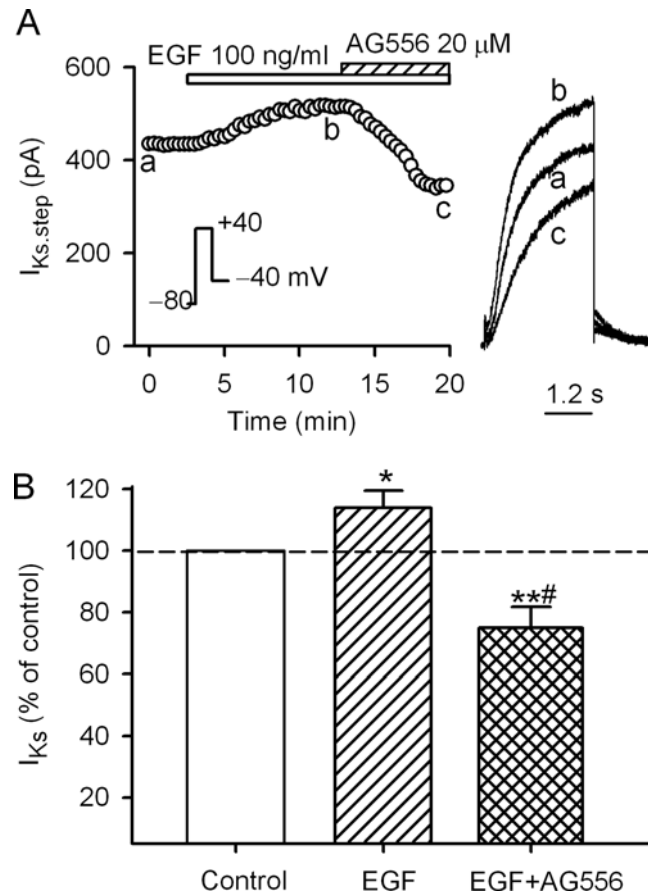 A
EGF 100 ng/ml
AG556 20 μM
600
400
200
0
I_Ks.step (pA)
a
b
c
+40
−40 mV
−80
0 5 10 15 20
Time (min)
b
a
c
1.2 s
B
I_Ks (% of control)
120
100
80
60
40
20
*
**#
Control EGF EGF+AG556